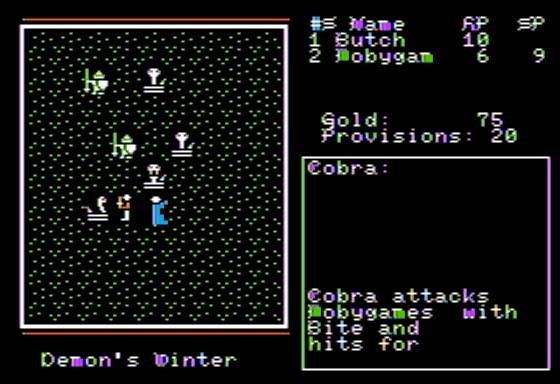 #S Name HP SP
1 Butch 10
2 Mobygam 6 9
Gold: 75
Provisions: 20
Cobra:
Cobra attacks
Mobygames with
Bite and
hits for
Demon's Winter